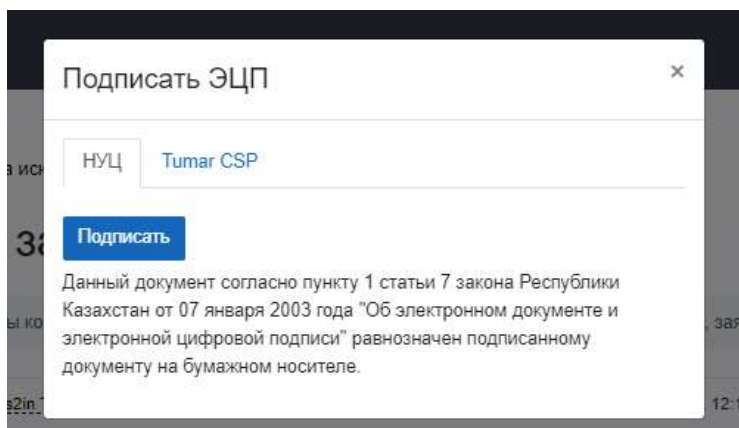 Подписать ЭЦП
×
НУЦ Tumar CSP
Подписать
Данный документ согласно пункту 1 статьи 7 закона Республики
Казахстан от 07 января 2003 года "Об электронном документе и
электронной цифровой подписи" равнозначен подписанному
документу на бумажном носителе.